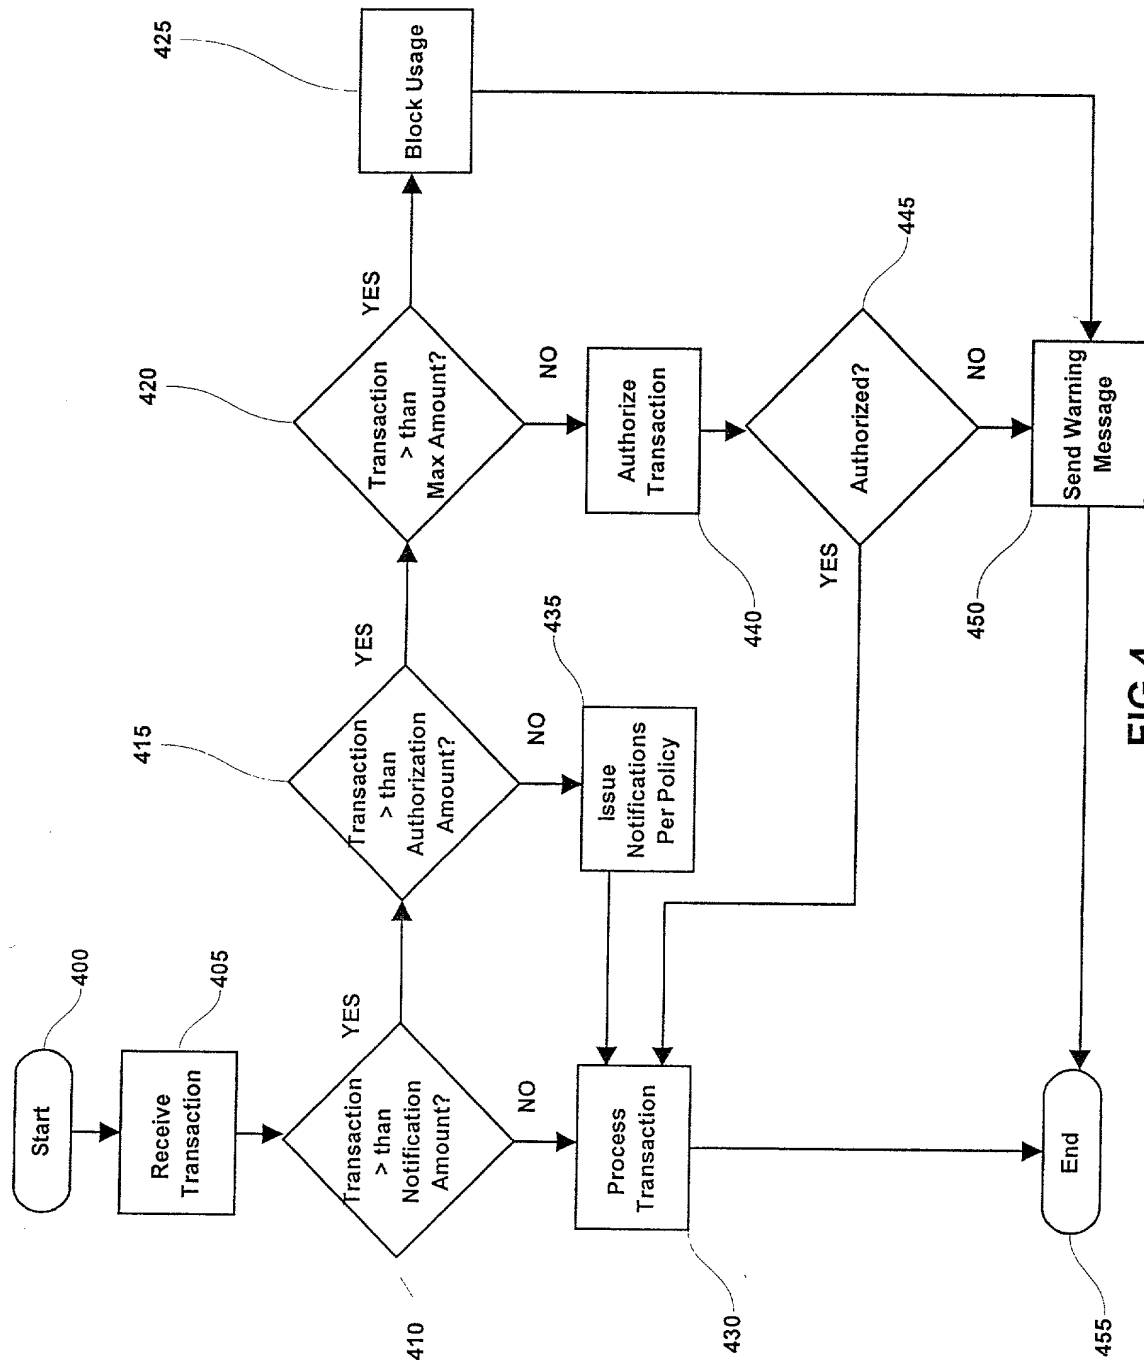 Start
400
Receive
Transaction
405
Transaction
> than
Notification
Amount?
410
YES
NO
Transaction
> than
Authorization
Amount?
415
YES
NO
Transaction
> than
Max Amount?
420
YES
NO
Block Usage
425
Process
Transaction
430
Issue
Notifications
Per Policy
435
Authorize
Transaction
440
Authorized?
445
YES
NO
Send Warning
Message
450
End
455
FIG 4